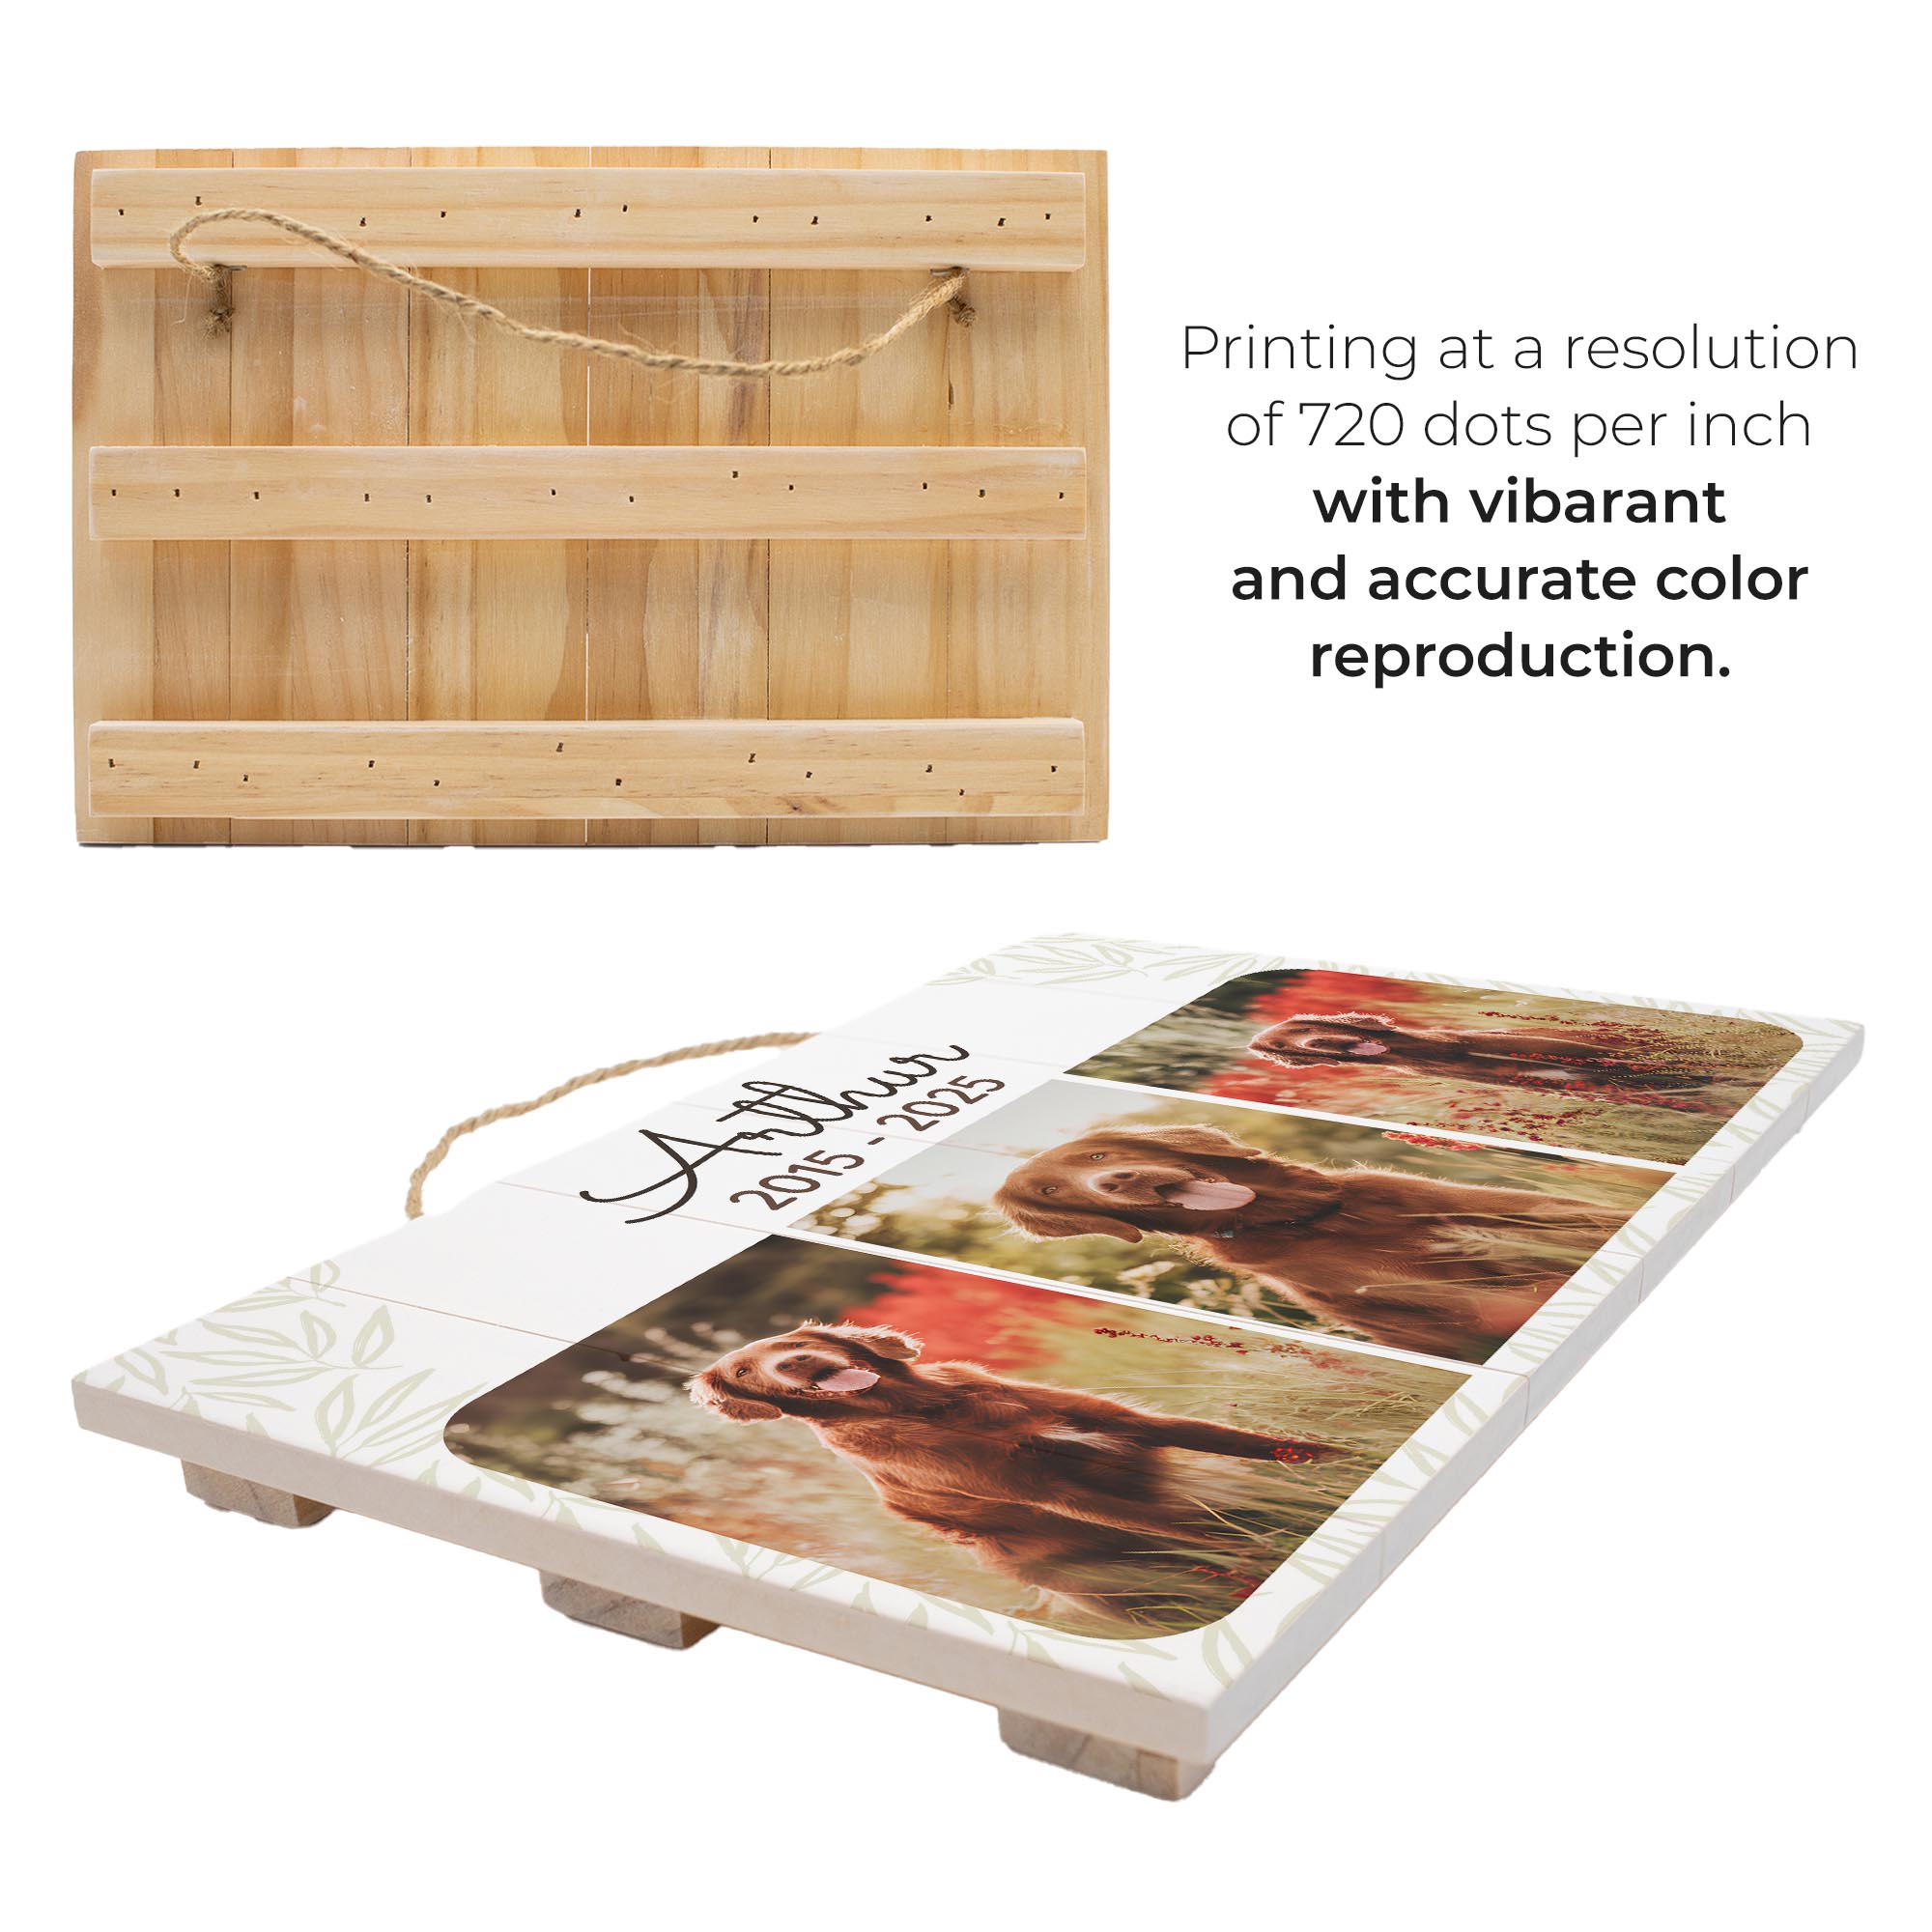 Printing at a resolution
of 720 dots per inch
with vibarant
and accurate color
reproduction.
Arthur
2015 - 2025